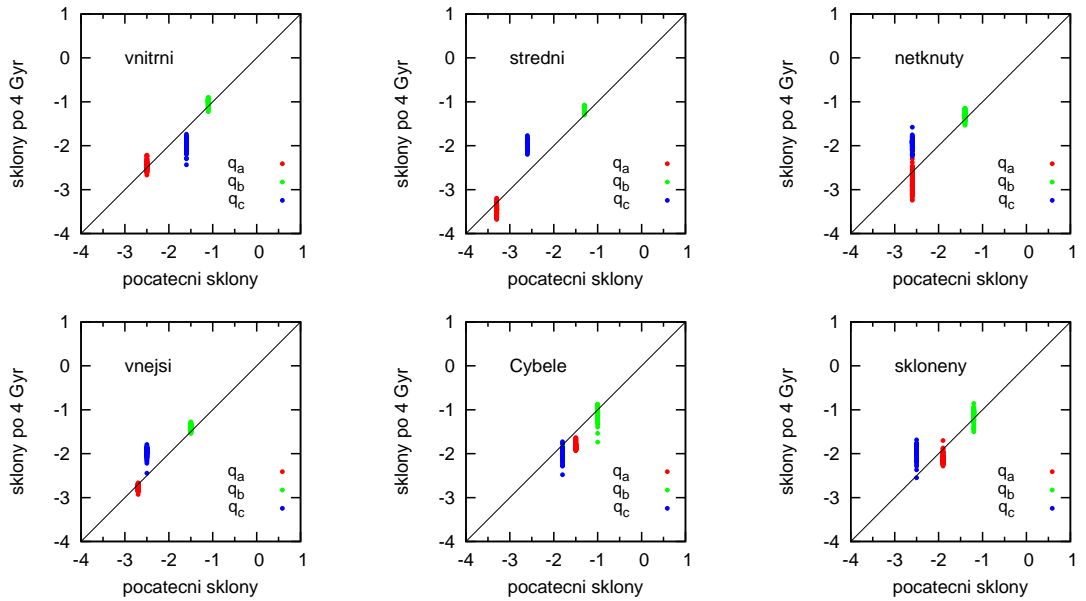 1
0
-1
-2
-3
-4
sklony po 4 Gyr
vnitrni
q_a
q_b
q_c
-4 -3 -2 -1 0 1
pocatecni sklony
1
0
-1
-2
-3
-4
sklony po 4 Gyr
stredni
q_a
q_b
q_c
-4 -3 -2 -1 0 1
pocatecni sklony
1
0
-1
-2
-3
-4
sklony po 4 Gyr
netknuty
q_a
q_b
q_c
-4 -3 -2 -1 0 1
pocatecni sklony
1
0
-1
-2
-3
-4
sklony po 4 Gyr
vnejsi
q_a
q_b
q_c
-4 -3 -2 -1 0 1
pocatecni sklony
1
0
-1
-2
-3
-4
sklony po 4 Gyr
Cybele
q_a
q_b
q_c
-4 -3 -2 -1 0 1
pocatecni sklony
1
0
-1
-2
-3
-4
sklony po 4 Gyr
skloneny
q_a
q_b
q_c
-4 -3 -2 -1 0 1
pocatecni sklony